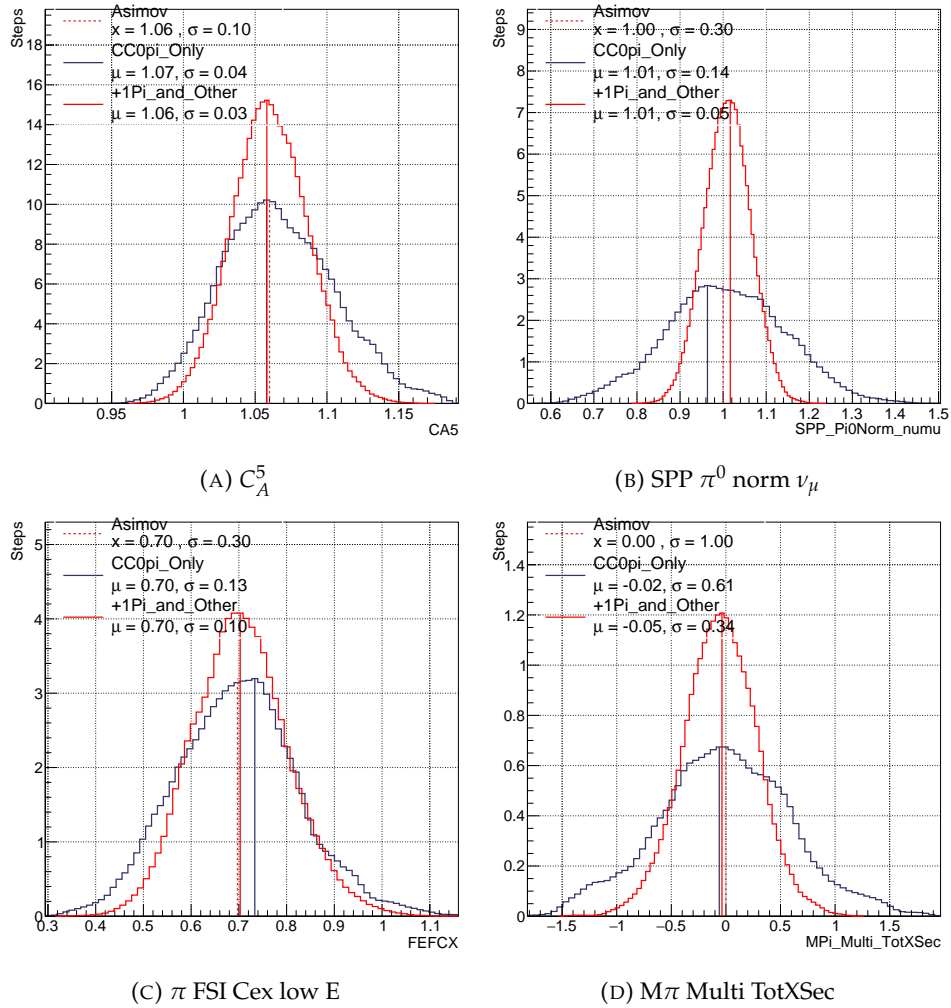 Steps
Asimov
x = 1.06 , σ = 0.10
CC0pi_Only
μ = 1.07, σ = 0.04
+1Pi_and_Other
μ = 1.06, σ = 0.03
18
16
14
12
10
8
6
4
2
0
0.95 1 1.05 1.1 1.15
CA5
(A) C_A^5
Steps
Asimov
x = 1.00 , σ = 0.30
CC0pi_Only
μ = 1.01, σ = 0.14
+1Pi_and_Other
μ = 1.01, σ = 0.05
9
8
7
6
5
4
3
2
1
0
0.6 0.7 0.8 0.9 1 1.1 1.2 1.3 1.4 1.5
SPP_Pi0Norm_numu
(B) SPP π⁰ norm ν_μ
Steps
Asimov
x = 0.70 , σ = 0.30
CC0pi_Only
μ = 0.70, σ = 0.13
+1Pi_and_Other
μ = 0.70, σ = 0.10
5
4
3
2
1
0
0.3 0.4 0.5 0.6 0.7 0.8 0.9 1 1.1
FEFCX
(C) π FSI Cex low E
Steps
Asimov
x = 0.00 , σ = 1.00
CC0pi_Only
μ = -0.02, σ = 0.61
+1Pi_and_Other
μ = -0.05, σ = 0.34
1.4
1.2
1
0.8
0.6
0.4
0.2
0
−1.5 −1 −0.5 0 0.5 1 1.5
MPi_Multi_TotXSec
(D) Mπ Multi TotXSec